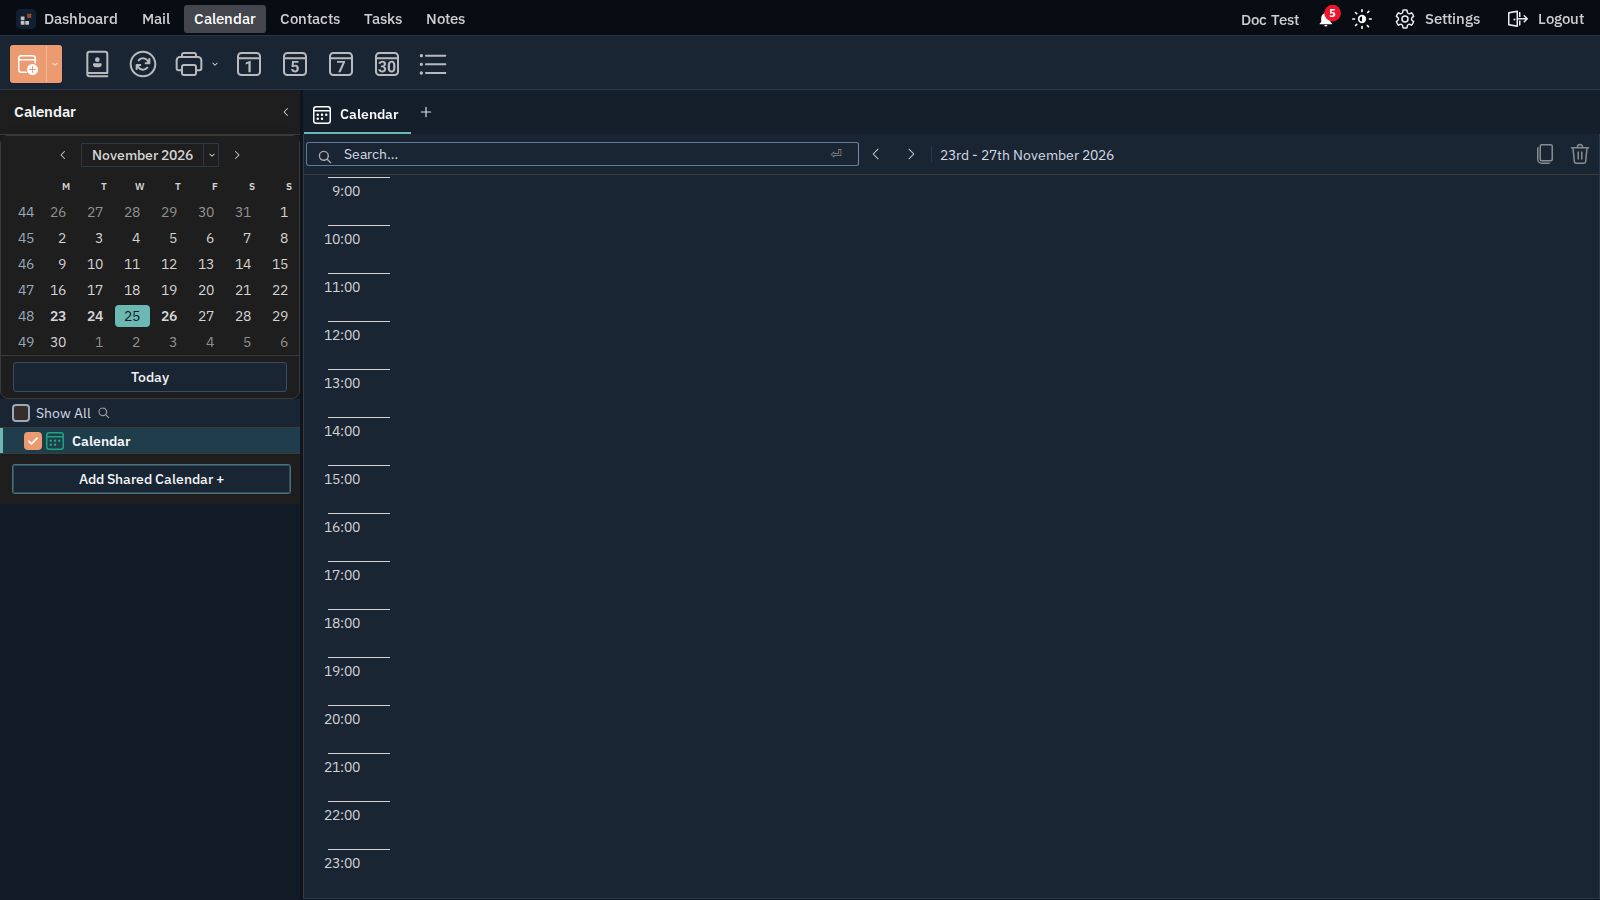 Dashboard Mail Calendar Contacts Tasks Notes Doc Test 5 Settings Logout
1 5 7 30
Calendar
Calendar +
November 2026
M T W T F S S
44 26 27 28 29 30 31 1
45 2 3 4 5 6 7 8
46 9 10 11 12 13 14 15
47 16 17 18 19 20 21 22
48 23 24 25 26 27 28 29
49 30 1 2 3 4 5 6
Today
Show All
Calendar
Add Shared Calendar +
Search...
23rd - 27th November 2026
9:00
10:00
11:00
12:00
13:00
14:00
15:00
16:00
17:00
18:00
19:00
20:00
21:00
22:00
23:00